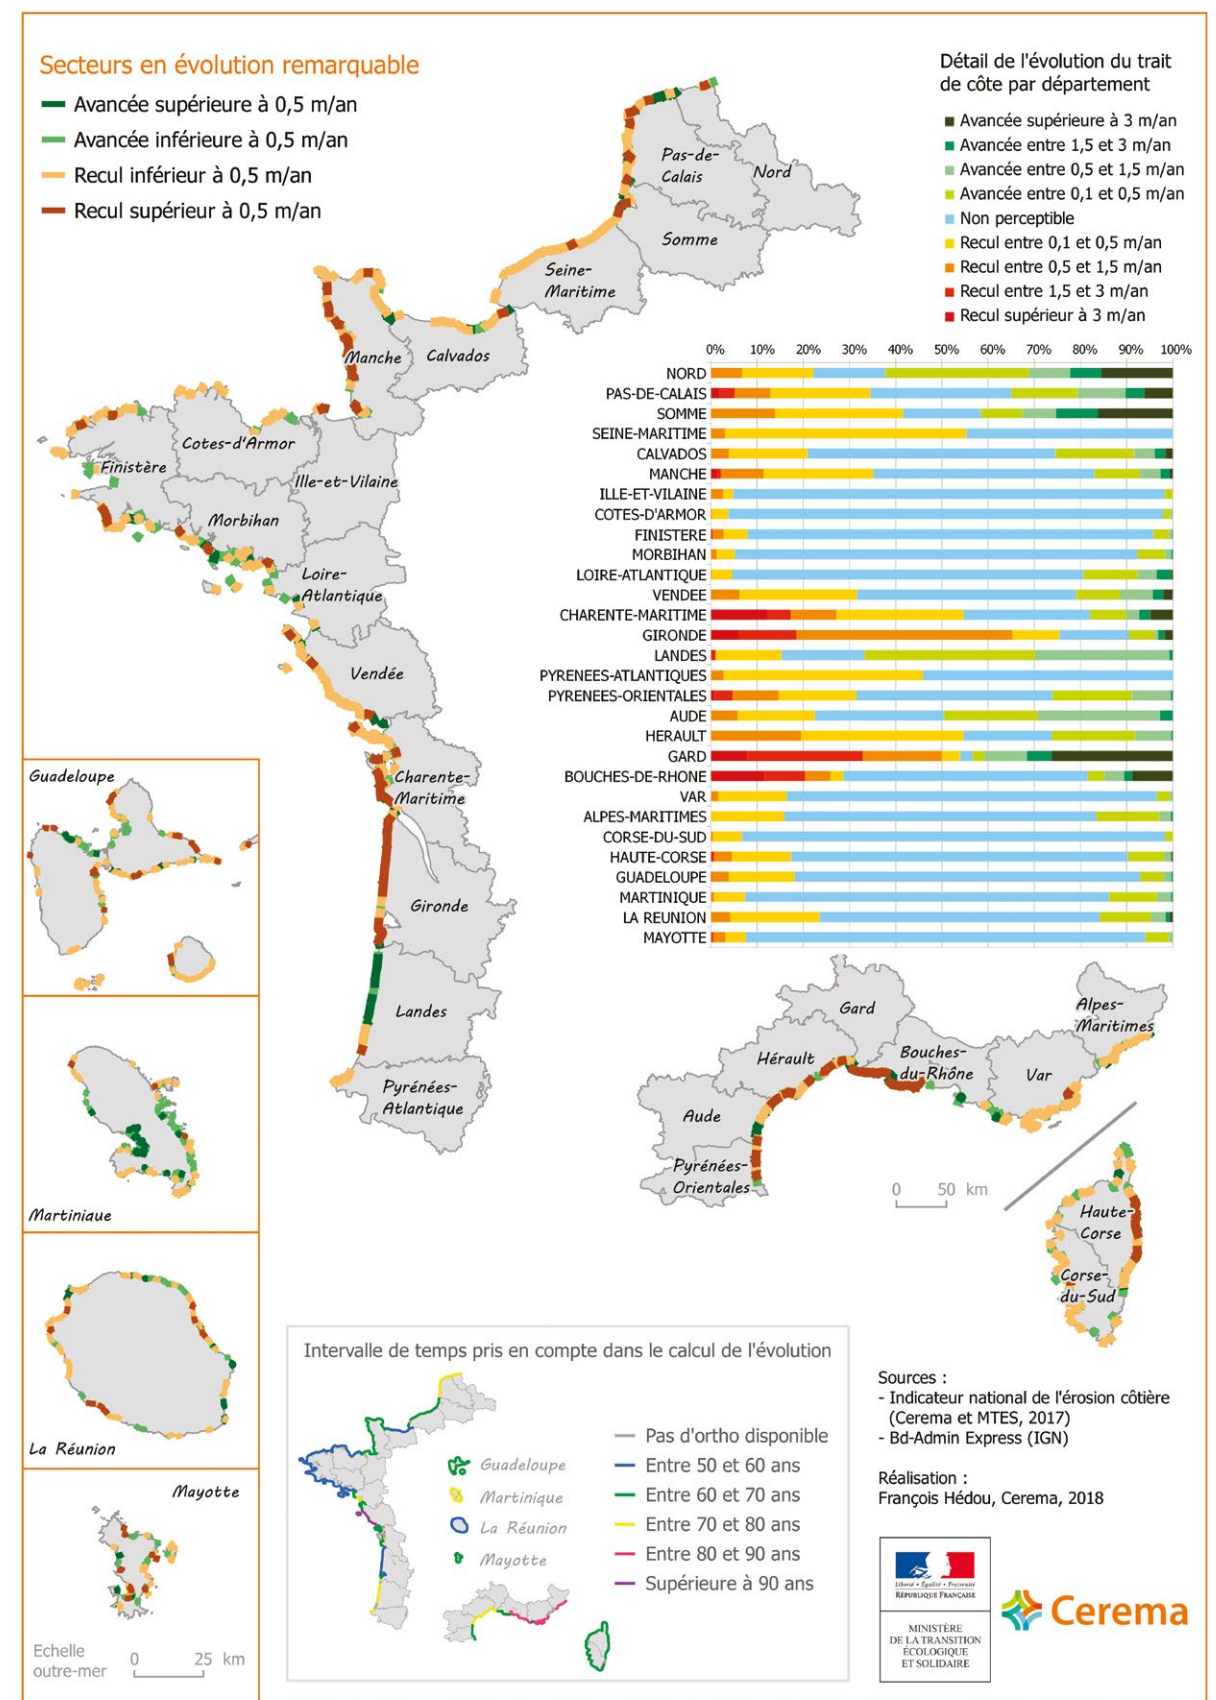 Secteurs en évolution remarquable
Avancée supérieure à 0,5 m/an
Avancée inférieure à 0,5 m/an
Recul inférieur à 0,5 m/an
Recul supérieur à 0,5 m/an
Détail de l'évolution du trait
de côte par département
Avancée supérieure à 3 m/an
Avancée entre 1,5 et 3 m/an
Avancée entre 0,5 et 1,5 m/an
Avancée entre 0,1 et 0,5 m/an
Non perceptible
Recul entre 0,1 et 0,5 m/an
Recul entre 0,5 et 1,5 m/an
Recul entre 1,5 et 3 m/an
Recul supérieur à 3 m/an
Pas-de-
Calais
Nord
Somme
Seine-
Maritime
Manche
Calvados
Cotes-d'Armor
Finistère
Ille-et-Vilaine
Morbihan
Loire-
Atlantique
Vendée
Charente-
Maritime
Gironde
Landes
Pyrénées-
Atlantique
0% 10% 20% 30% 40% 50% 60% 70% 80% 90% 100%
NORD
PAS-DE-CALAIS
SOMME
SEINE-MARITIME
CALVADOS
MANCHE
ILLE-ET-VILAINE
COTES-D'ARMOR
FINISTERE
MORBIHAN
LOIRE-ATLANTIQUE
VENDEE
CHARENTE-MARITIME
GIRONDE
LANDES
PYRENEES-ATLANTIQUES
PYRENEES-ORIENTALES
AUDE
HERAULT
GARD
BOUCHES-DE-RHONE
VAR
ALPES-MARITIMES
CORSE-DU-SUD
HAUTE-CORSE
GUADELOUPE
MARTINIQUE
LA REUNION
MAYOTTE
Guadeloupe
Martinique
La Réunion
Mayotte
Echelle
outre-mer
0 25 km
Gard
Alpes-
Maritimes
Hérault
Bouches-
du-Rhône
Var
Aude
Pyrénées-
Orientales
0 50 km
Haute-
Corse
Corse-
du-Sud
Intervalle de temps pris en compte dans le calcul de l'évolution
Guadeloupe
Martinique
La Réunion
Mayotte
Pas d'ortho disponible
Entre 50 et 60 ans
Entre 60 et 70 ans
Entre 70 et 80 ans
Entre 80 et 90 ans
Supérieure à 90 ans
Sources :
- Indicateur national de l'érosion côtière
(Cerema et MTES, 2017)
- Bd-Admin Express (IGN)
Réalisation :
François Hédou, Cerema, 2018
Liberté • Égalité • Fraternité
RÉPUBLIQUE FRANÇAISE
MINISTÈRE
DE LA TRANSITION
ÉCOLOGIQUE
ET SOLIDAIRE
Cerema